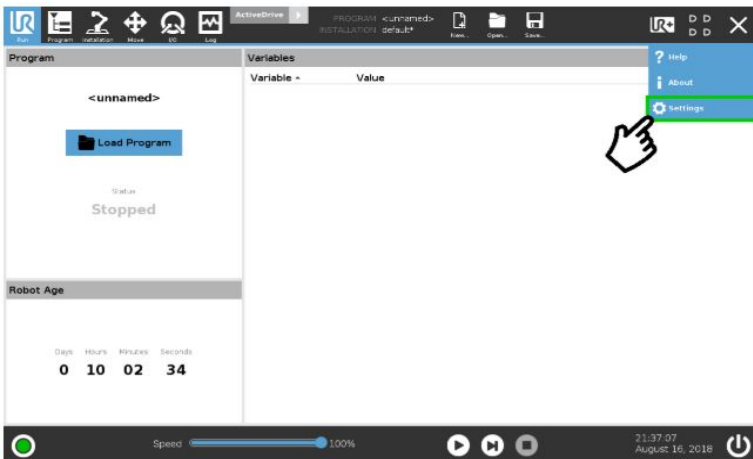 UR
Run
Program
Installation
Move
I/O
Log
ActiveDrive
PROGRAM <unnamed>
INSTALLATION default*
New...
Open...
Save...
UR+
D D
D D
Program
Variables
? Help
i About
Settings
Variable
Value
<unnamed>
Load Program
Status
Stopped
Robot Age
Days Hours Minutes Seconds
0 10 02 34
Speed
100%
21:37:07
August 16, 2018